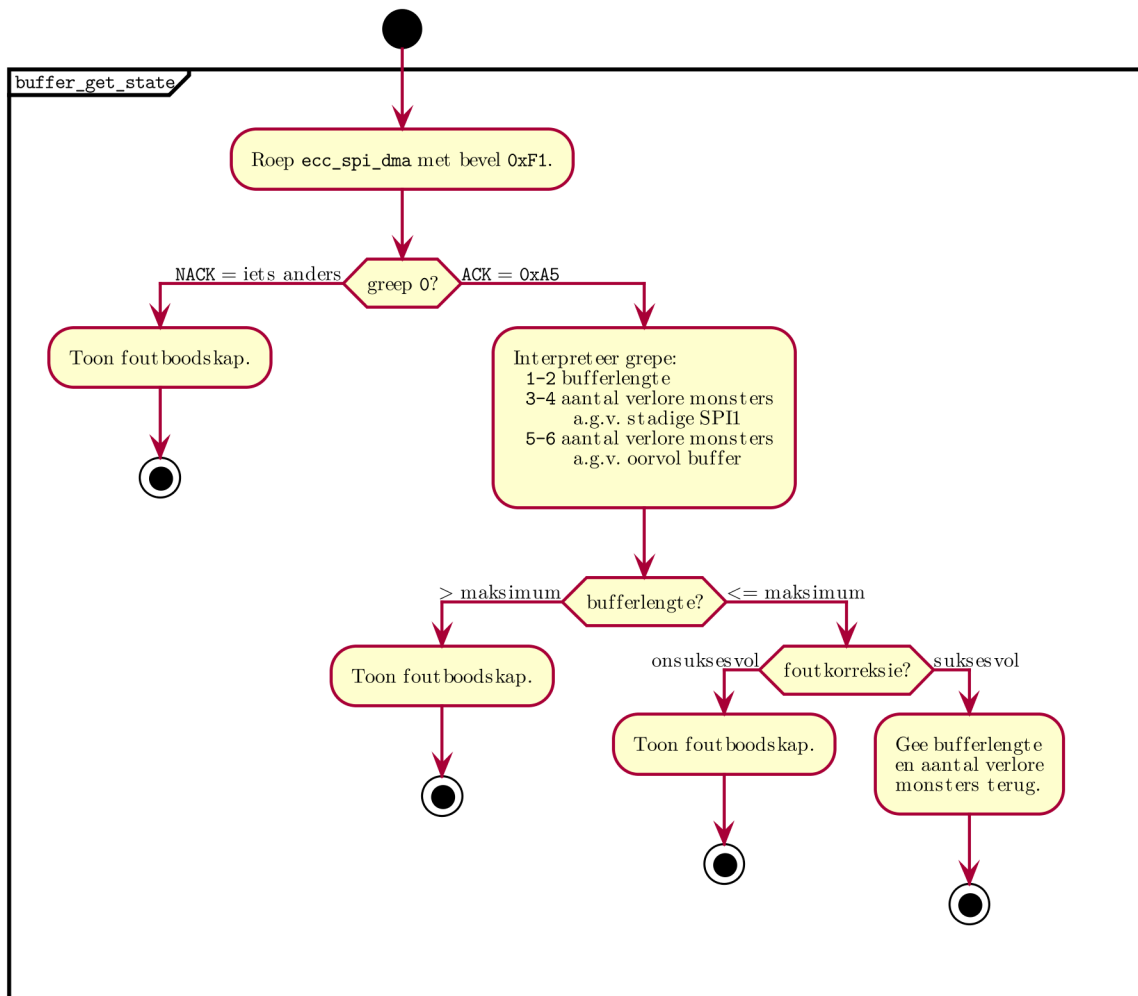 buffer_get_state
Roep ecc_spi_dma met bevel 0xF1.
NACK = iets anders
greep 0?
ACK = 0xA5
Toon foutboodskap.
Interpreteer grepe:
1-2 bufferlengte
3-4 aantal verlore monsters
a.g.v. stadige SPI1
5-6 aantal verlore monsters
a.g.v. oorvol buffer
> maksimum
bufferlengte?
<= maksimum
Toon foutboodskap.
onsuksesvol
foutkorreksie?
suksesvol
Toon foutboodskap.
Gee bufferlengte
en aantal verlore
monsters terug.